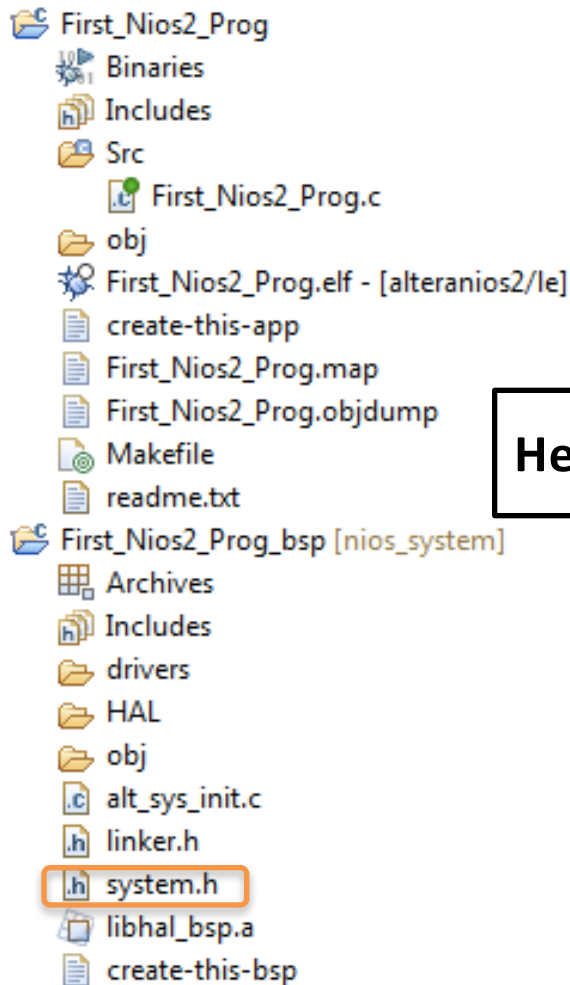 First_Nios2_Prog
Binaries
Includes
Src
First_Nios2_Prog.c
obj
First_Nios2_Prog.elf - [alteranios2/le]
create-this-app
First_Nios2_Prog.map
First_Nios2_Prog.objdump
Makefile
He
readme.txt
First_Nios2_Prog_bsp [nios_system]
Archives
Includes
drivers
HAL
obj
alt_sys_init.c
linker.h
system.h
libhal_bsp.a
create-this-bsp